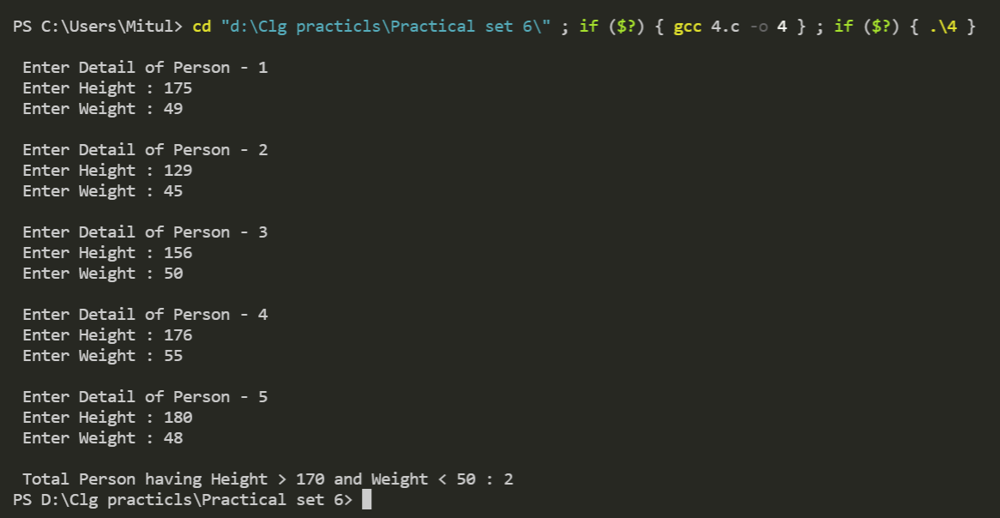 PS C:\Users\Mitul> cd "d:\Clg practicls\Practical set 6\" ; if ($?) { gcc 4.c -o 4 } ; if ($?) { .\4 }
Enter Detail of Person - 1
Enter Height : 175
Enter Weight : 49
Enter Detail of Person - 2
Enter Height : 129
Enter Weight : 45
Enter Detail of Person - 3
Enter Height : 156
Enter Weight : 50
Enter Detail of Person - 4
Enter Height : 176
Enter Weight : 55
Enter Detail of Person - 5
Enter Height : 180
Enter Weight : 48
Total Person having Height > 170 and Weight < 50 : 2
PS D:\Clg practicls\Practical set 6>